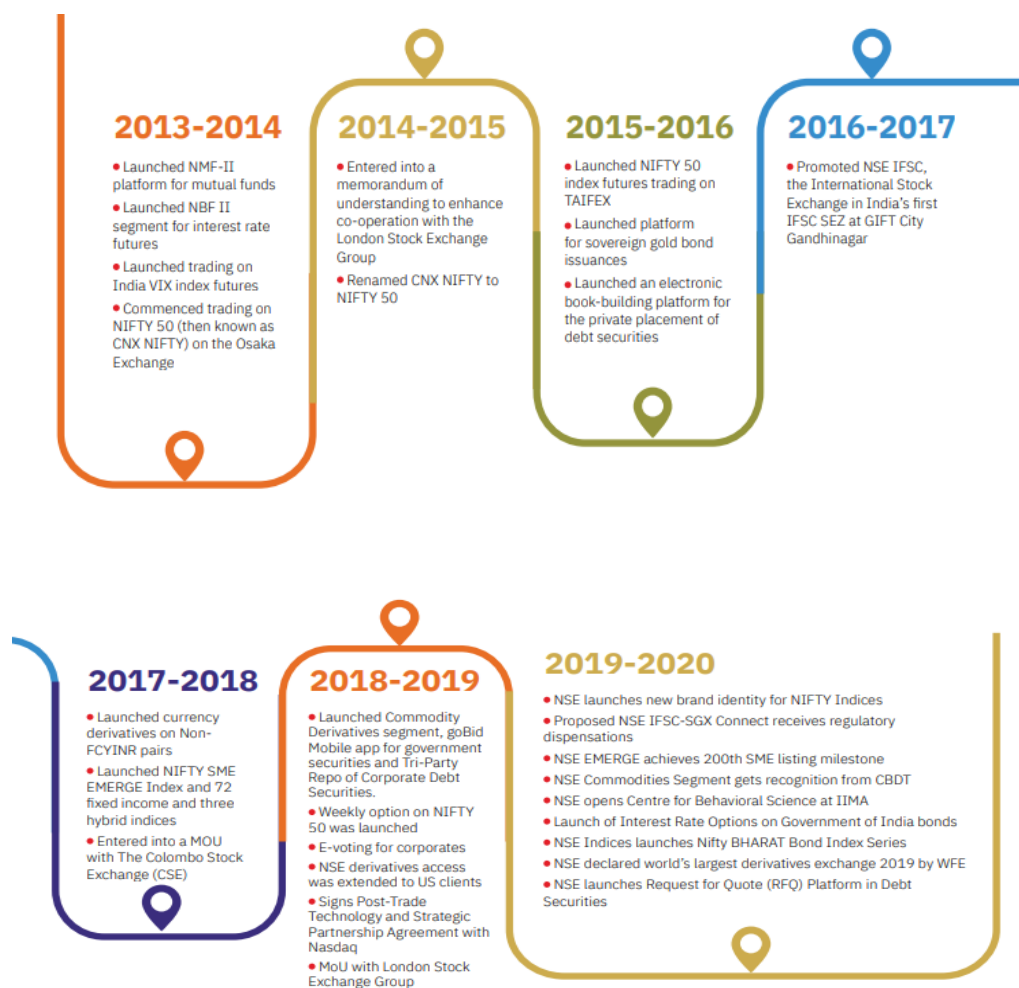 2013-2014
• Launched NMF-II
platform for mutual funds
• Launched NBF II
segment for interest rate
futures
• Launched trading on
India VIX index futures
• Commenced trading on
NIFTY 50 (then known as
CNX NIFTY) on the Osaka
Exchange
2014-2015
• Entered into a
memorandum of
understanding to enhance
co-operation with the
London Stock Exchange
Group
• Renamed CNX NIFTY to
NIFTY 50
2015-2016
• Launched NIFTY 50
index futures trading on
TAIFEX
• Launched platform
for sovereign gold bond
issuances
• Launched an electronic
book-building platform for
the private placement of
debt securities
2016-2017
• Promoted NSE IFSC,
the International Stock
Exchange in India's first
IFSC SEZ at GIFT City
Gandhinagar
2017-2018
• Launched currency
derivatives on Non-
FCYINR pairs
• Launched NIFTY SME
EMERGE Index and 72
fixed income and three
hybrid indices
• Entered into a MOU
with The Colombo Stock
Exchange (CSE)
2018-2019
• Launched Commodity
Derivatives segment, goBid
Mobile app for government
securities and Tri-Party
Repo of Corporate Debt
Securities.
• Weekly option on NIFTY
50 was launched
• E-voting for corporates
• NSE derivatives access
was extended to US clients
• Signs Post-Trade
Technology and Strategic
Partnership Agreement with
Nasdaq
• MoU with London Stock
Exchange Group
2019-2020
• NSE launches new brand identity for NIFTY Indices
• Proposed NSE IFSC-SGX Connect receives regulatory
dispensations
• NSE EMERGE achieves 200th SME listing milestone
• NSE Commodities Segment gets recognition from CBDT
• NSE opens Centre for Behavioral Science at IIMA
• Launch of Interest Rate Options on Government of India bonds
• NSE Indices launches Nifty BHARAT Bond Index Series
• NSE declared world's largest derivatives exchange 2019 by WFE
• NSE launches Request for Quote (RFQ) Platform in Debt
Securities